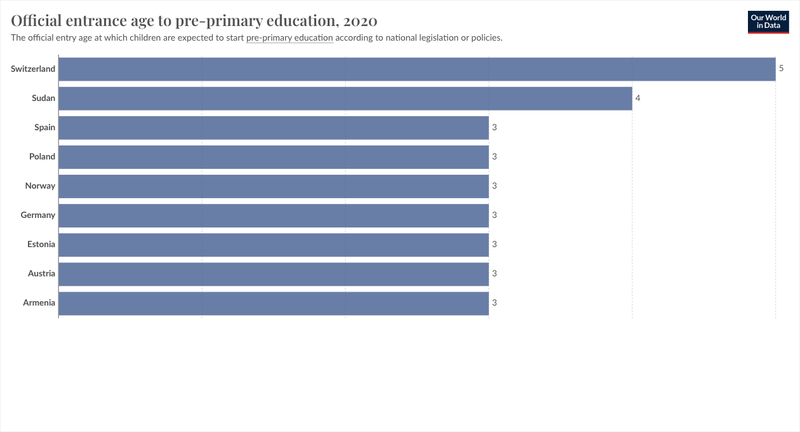 Official entrance age to pre-primary education, 2020
Our World
in Data
The official entry age at which children are expected to start pre-primary education according to national legislation or policies.
Switzerland 5
Sudan 4
Spain 3
Poland 3
Norway 3
Germany 3
Estonia 3
Austria 3
Armenia 3